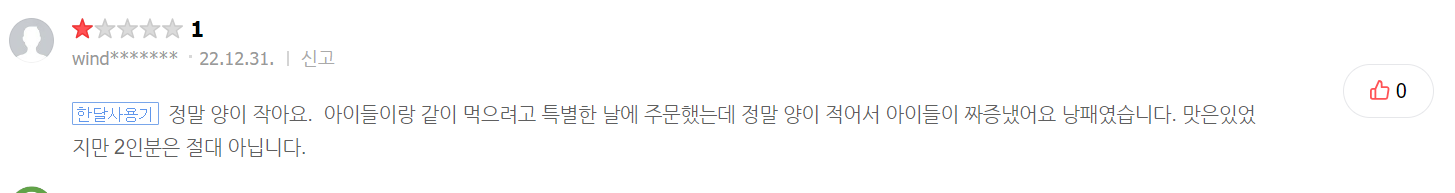 1
wind******* · 22.12.31. | 신고
한달사용기 정말 양이 작아요. 아이들이랑 같이 먹으려고 특별한 날에 주문했는데 정말 양이 적어서 아이들이 짜증냈어요 낭패였습니다. 맛은있었
지만 2인분은 절대 아닙니다.
0